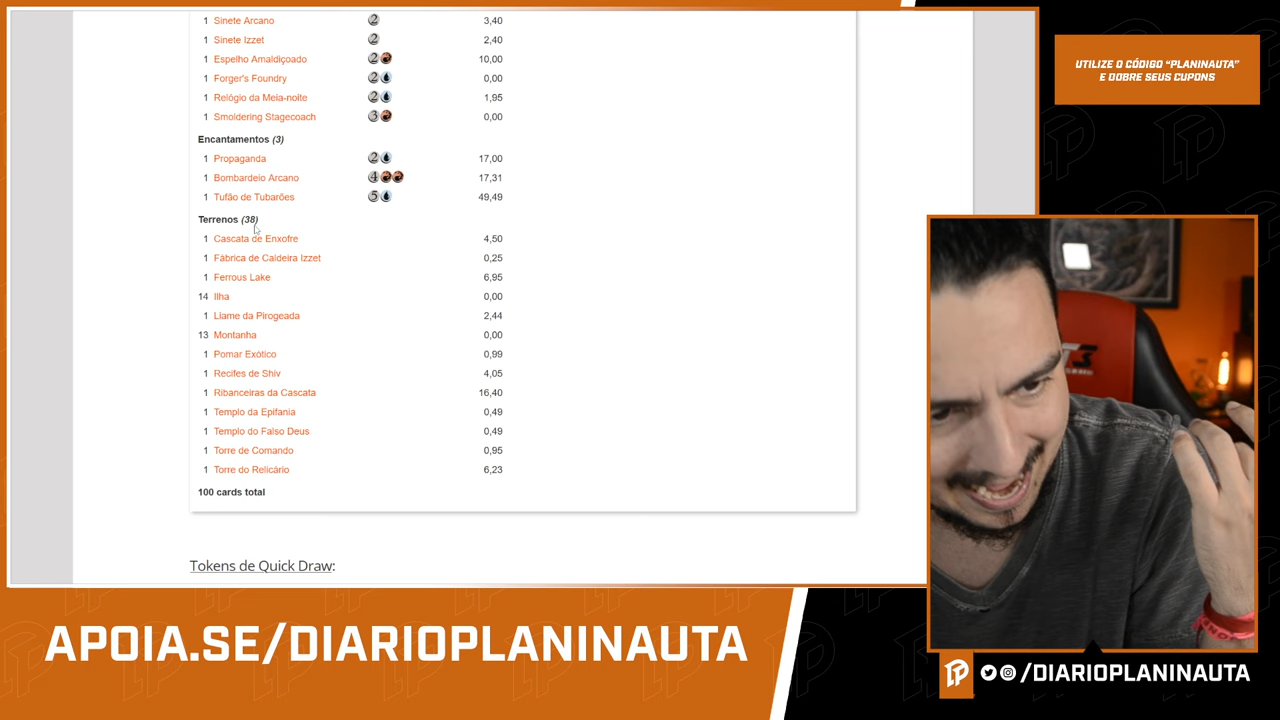 1 Sinete Arcano 2 3,40
1 Sinete Izzet 2 2,40
1 Espelho Amaldiçoado 2 10,00
1 Forger's Foundry 2 0,00
1 Relógio da Meia-noite 2 1,95
1 Smoldering Stagecoach 3 0,00
Encantamentos (3)
1 Propaganda 2 17,00
1 Bombardeio Arcano 4 17,31
1 Tufão de Tubarões 5 49,49
Terrenos (38)
1 Cascata de Enxofre 4,50
1 Fábrica de Caldeira Izzet 0,25
1 Ferrous Lake 6,95
14 Ilha 0,00
1 Liame da Pirogeada 2,44
13 Montanha 0,00
1 Pomar Exótico 0,99
1 Recifes de Shiv 4,05
1 Ribanceiras da Cascata 16,40
1 Templo da Epifania 0,49
1 Templo do Falso Deus 0,49
1 Torre de Comando 0,95
1 Torre do Relicário 6,23
100 cards total
Tokens de Quick Draw:
UTILIZE O CÓDIGO “PLANINAUTA”
E DOBRE SEUS CUPONS
APOIA.SE/DIARIOPLANINAUTA
/DIARIOPLANINAUTA